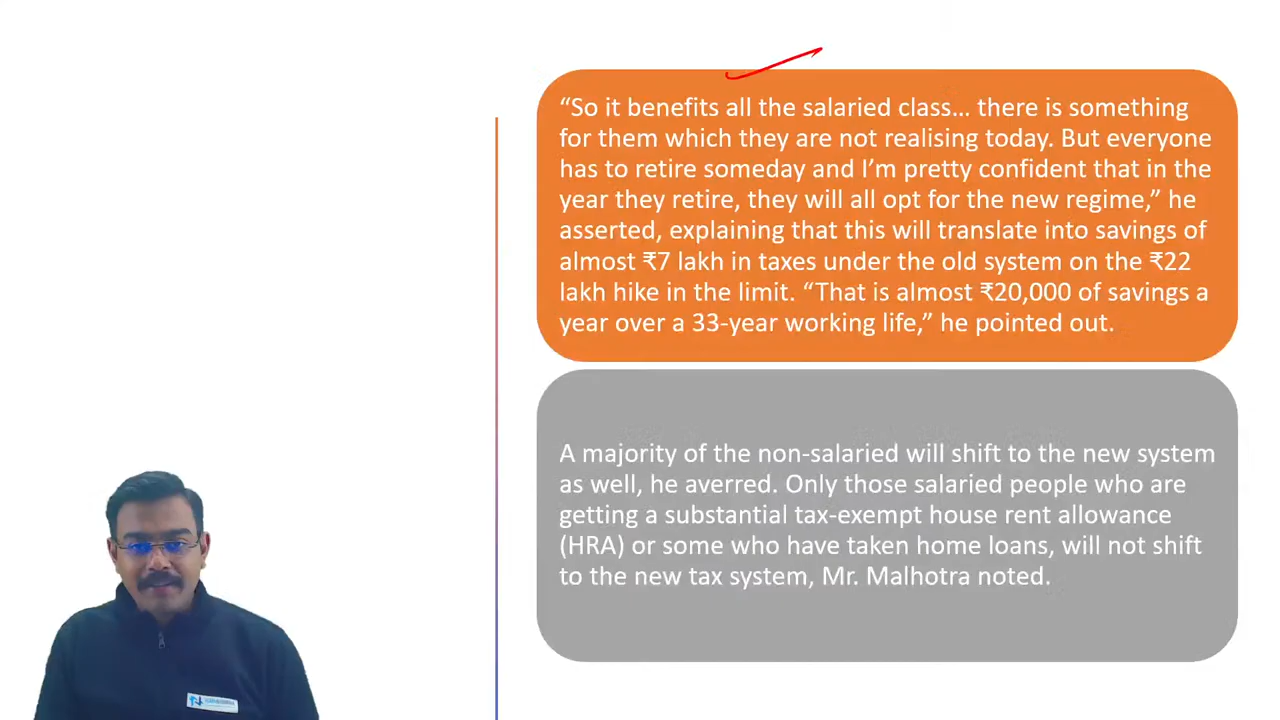 “So it benefits all the salaried class… there is something
for them which they are not realising today. But everyone
has to retire someday and I’m pretty confident that in the
year they retire, they will all opt for the new regime,” he
asserted, explaining that this will translate into savings of
almost ₹7 lakh in taxes under the old system on the ₹22
lakh hike in the limit. “That is almost ₹20,000 of savings a
year over a 33-year working life,” he pointed out.
A majority of the non-salaried will shift to the new system
as well, he averred. Only those salaried people who are
getting a substantial tax-exempt house rent allowance
(HRA) or some who have taken home loans, will not shift
to the new tax system, Mr. Malhotra noted.